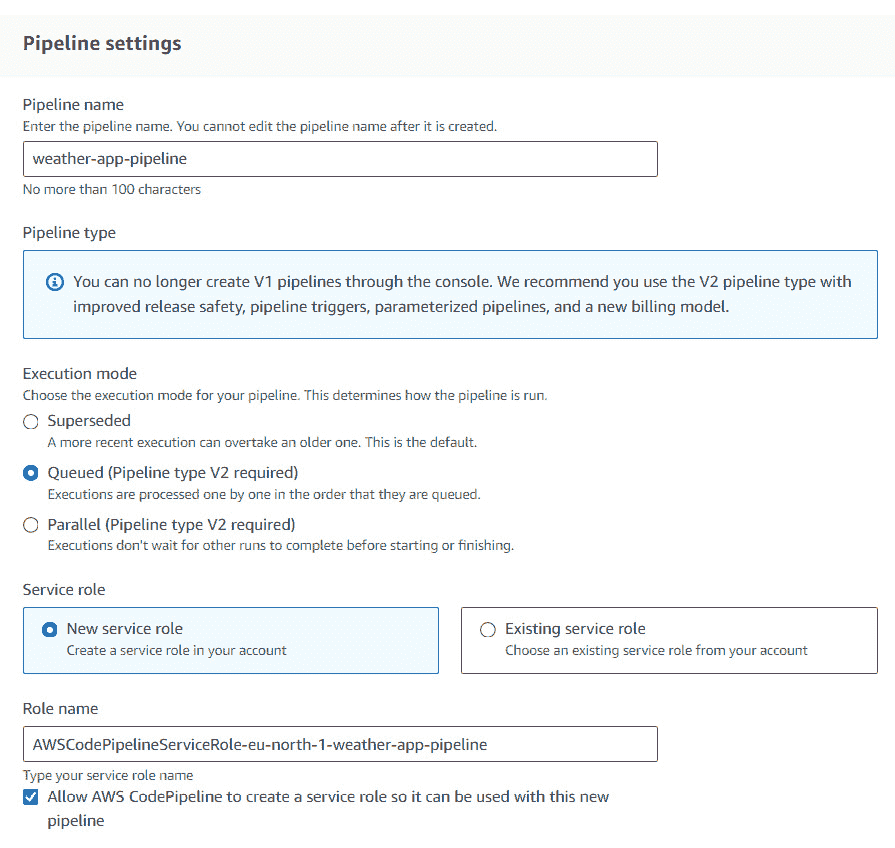 Pipeline settings
Pipeline name
Enter the pipeline name. You cannot edit the pipeline name after it is created.
weather-app-pipeline
No more than 100 characters
Pipeline type
You can no longer create V1 pipelines through the console. We recommend you use the V2 pipeline type with
improved release safety, pipeline triggers, parameterized pipelines, and a new billing model.
Execution mode
Choose the execution mode for your pipeline. This determines how the pipeline is run.
Superseded
A more recent execution can overtake an older one. This is the default.
Queued (Pipeline type V2 required)
Executions are processed one by one in the order that they are queued.
Parallel (Pipeline type V2 required)
Executions don't wait for other runs to complete before starting or finishing.
Service role
New service role
Create a service role in your account
Existing service role
Choose an existing service role from your account
Role name
AWSCodePipelineServiceRole-eu-north-1-weather-app-pipeline
Type your service role name
Allow AWS CodePipeline to create a service role so it can be used with this new
pipeline